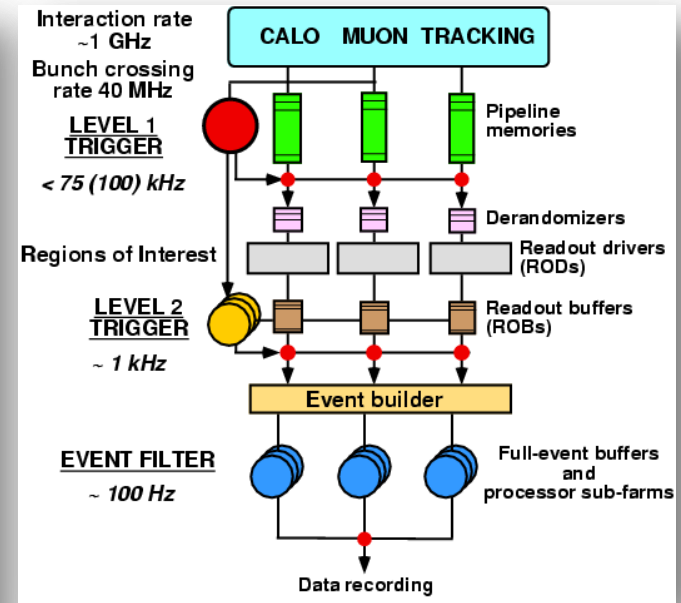 Interaction rate
~1 GHz
CALO MUON TRACKING
Bunch crossing
rate 40 MHz
Pipeline
memories
LEVEL 1
TRIGGER
< 75 (100) kHz
Derandomizers
Regions of Interest
Readout drivers
(RODs)
LEVEL 2
TRIGGER
~ 1 kHz
Readout buffers
(ROBs)
Event builder
EVENT FILTER
~ 100 Hz
Full-event buffers
and
processor sub-farms
Data recording